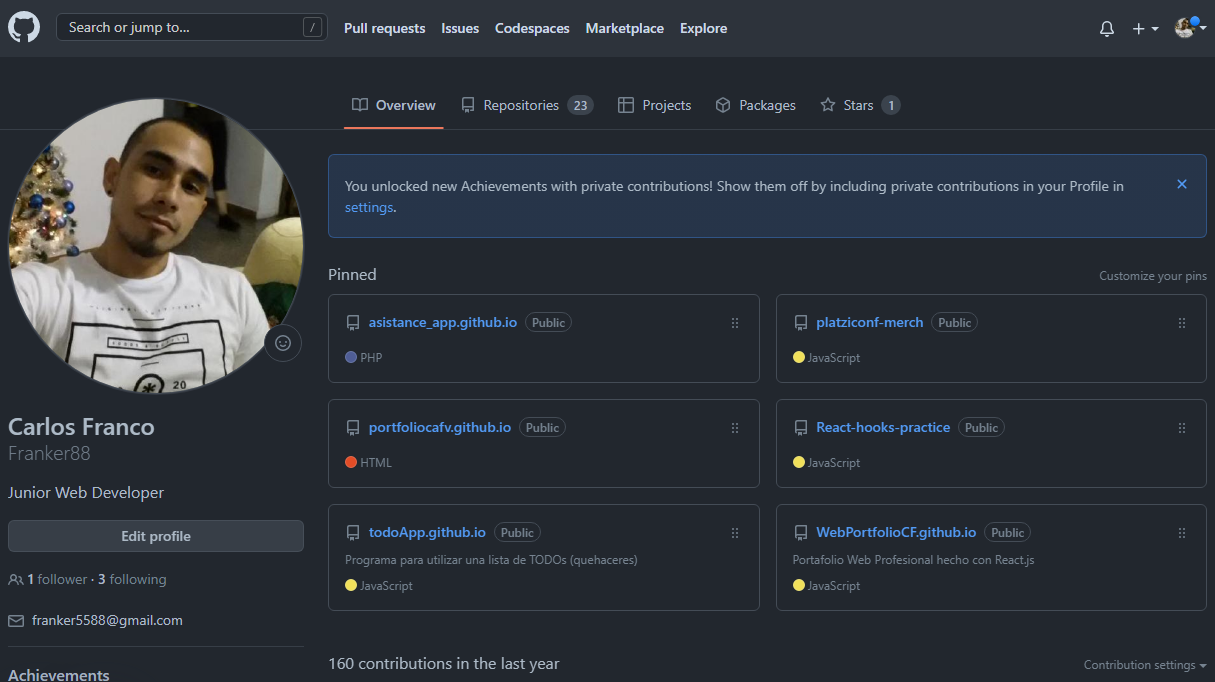 Search or jump to... /
Pull requests Issues Codespaces Marketplace Explore
Overview Repositories 23 Projects Packages Stars 1
You unlocked new Achievements with private contributions! Show them off by including private contributions in your Profile in
settings.
Pinned
Customize your pins
asistance_app.github.io Public
PHP
platziconf-merch Public
JavaScript
portfoliocafv.github.io Public
HTML
React-hooks-practice Public
JavaScript
todoApp.github.io Public
Programa para utilizar una lista de TODOs (quehaceres)
JavaScript
WebPortfolioCF.github.io Public
Portafolio Web Profesional hecho con React.js
JavaScript
160 contributions in the last year
Contribution settings
20
Carlos Franco
Franker88
Junior Web Developer
Edit profile
1 follower · 3 following
franker5588@gmail.com
Achievements